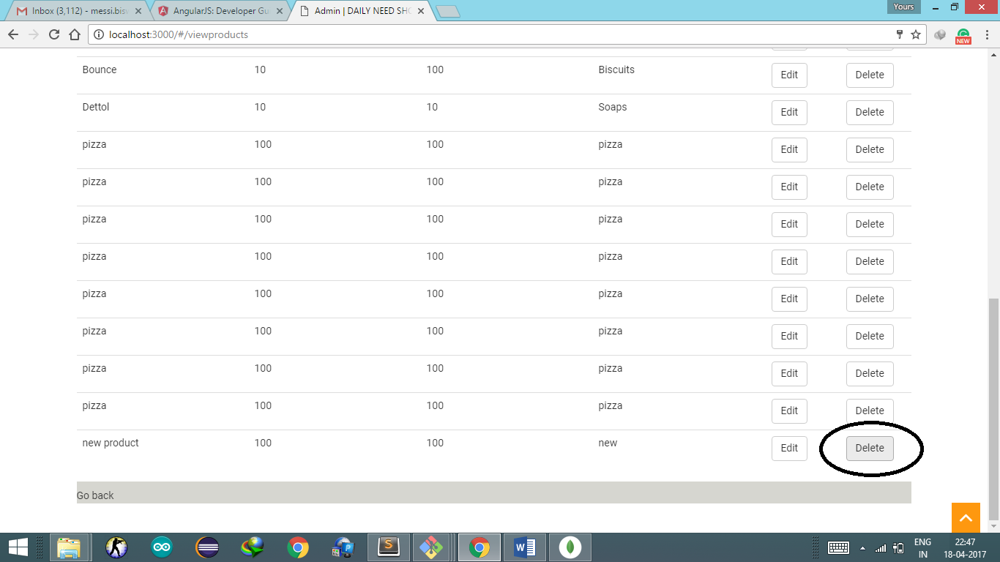 Inbox (3,112) - messi.bisw
AngularJS: Developer Gui
Admin | DAILY NEED SHO
Yours
localhost:3000/#/viewproducts
NEW
Bounce 10 100 Biscuits Edit Delete
Dettol 10 10 Soaps Edit Delete
pizza 100 100 pizza Edit Delete
pizza 100 100 pizza Edit Delete
pizza 100 100 pizza Edit Delete
pizza 100 100 pizza Edit Delete
pizza 100 100 pizza Edit Delete
pizza 100 100 pizza Edit Delete
pizza 100 100 pizza Edit Delete
pizza 100 100 pizza Edit Delete
new product 100 100 new Edit Delete
Go back
ENG 22:47
IN 18-04-2017